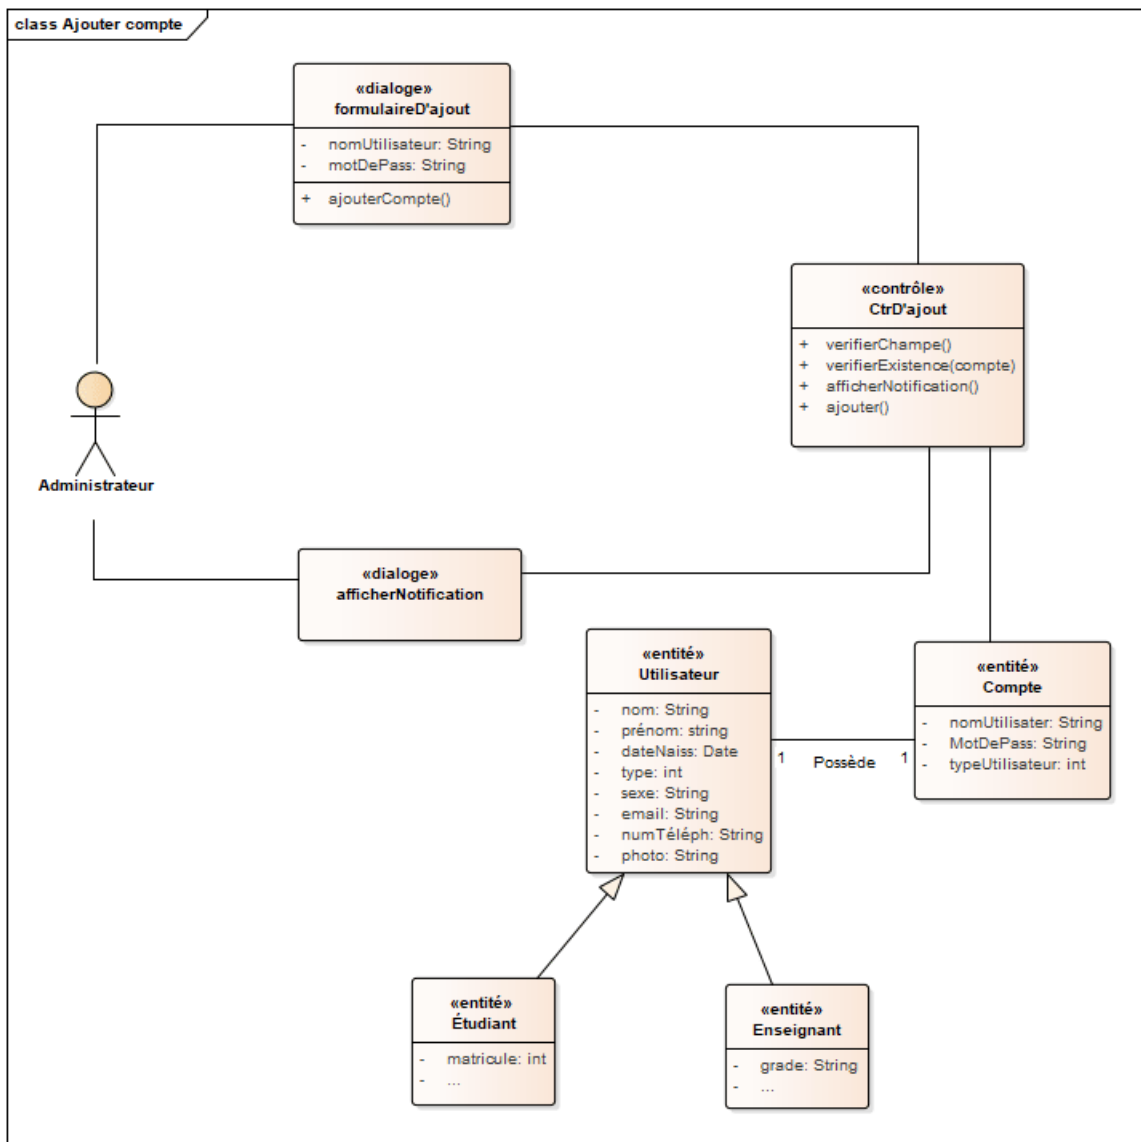 class Ajouter compte
«dialoge»
formulaireD'ajout
- nomUtilisateur: String
- motDePass: String
+ ajouterCompte()
«contrôle»
CtrD'ajout
+ verifierChampe()
+ verifierExistence(compte)
+ afficherNotification()
+ ajouter()
Administrateur
«dialoge»
afficherNotification
«entité»
Utilisateur
- nom: String
- prénom: string
- dateNaiss: Date
- type: int
- sexe: String
- email: String
- numTéléph: String
- photo: String
1 Possède 1
«entité»
Compte
- nomUtilisater: String
- MotDePass: String
- typeUtilisateur: int
«entité»
Étudiant
- matricule: int
- ...
«entité»
Enseignant
- grade: String
- ...